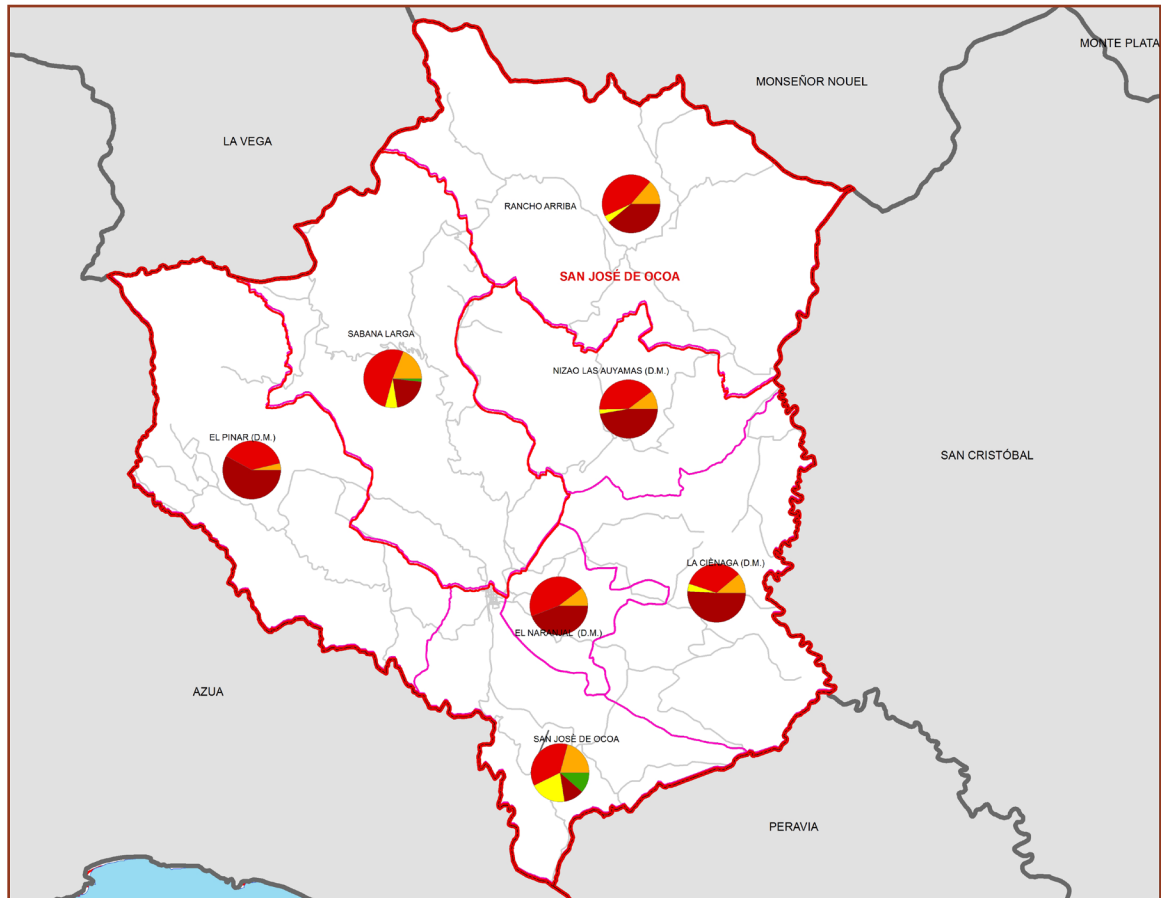 MONTE PLATA
MONSEÑOR NOUEL
LA VEGA
RANCHO ARRIBA
SAN JOSÉ DE OCOA
SABANA LARGA
NIZAO LAS AUYAMAS (D.M.)
EL PINAR (D.M.)
SAN CRISTÓBAL
LA CIÉNAGA (D.M.)
EL NARANJAL (D.M.)
AZUA
SAN JOSÉ DE OCOA
PERAVIA